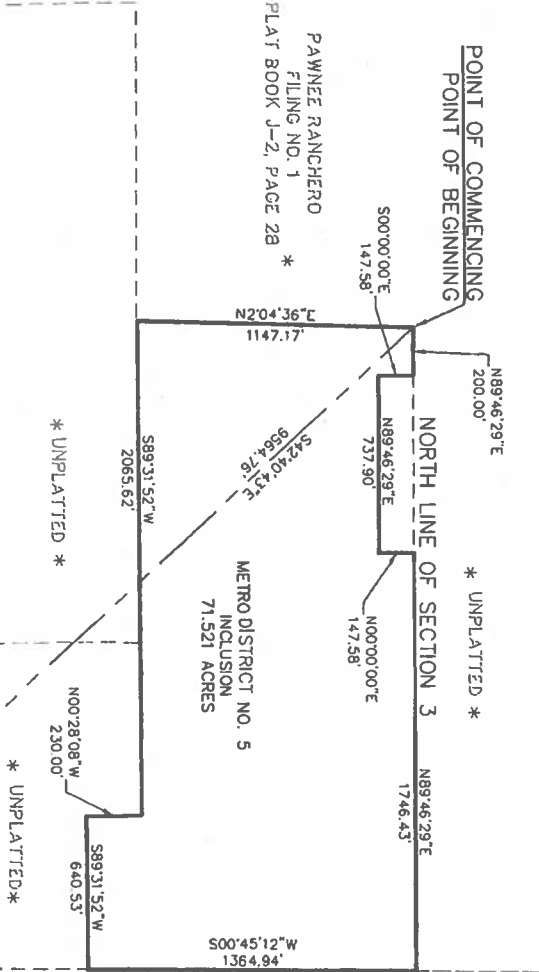 POINT OF COMMENCING
POINT OF BEGINNING
PAWNEE RANCHERO
FILING NO. 1
PLAT BOOK J-2, PAGE 28
*
N89°46'29"E
200.00'
S00°00'00"E
147.58'
NORTH LINE OF SECTION 3
* UNPLATTED *
N89°46'29"E
737.90'
N00°00'00"E
147.58'
N89°46'29"E
1746.43'
N2°04'36"E
1147.17'
S42°40'43"E
9564.76'
METRO DISTRICT NO. 5
INCLUSION
71.521 ACRES
S89°31'52"W
2065.62'
* UNPLATTED *
N00°28'08"W
230.00'
S89°31'52"W
640.53'
S00°45'12"W
1364.94'
* UNPLATTED*